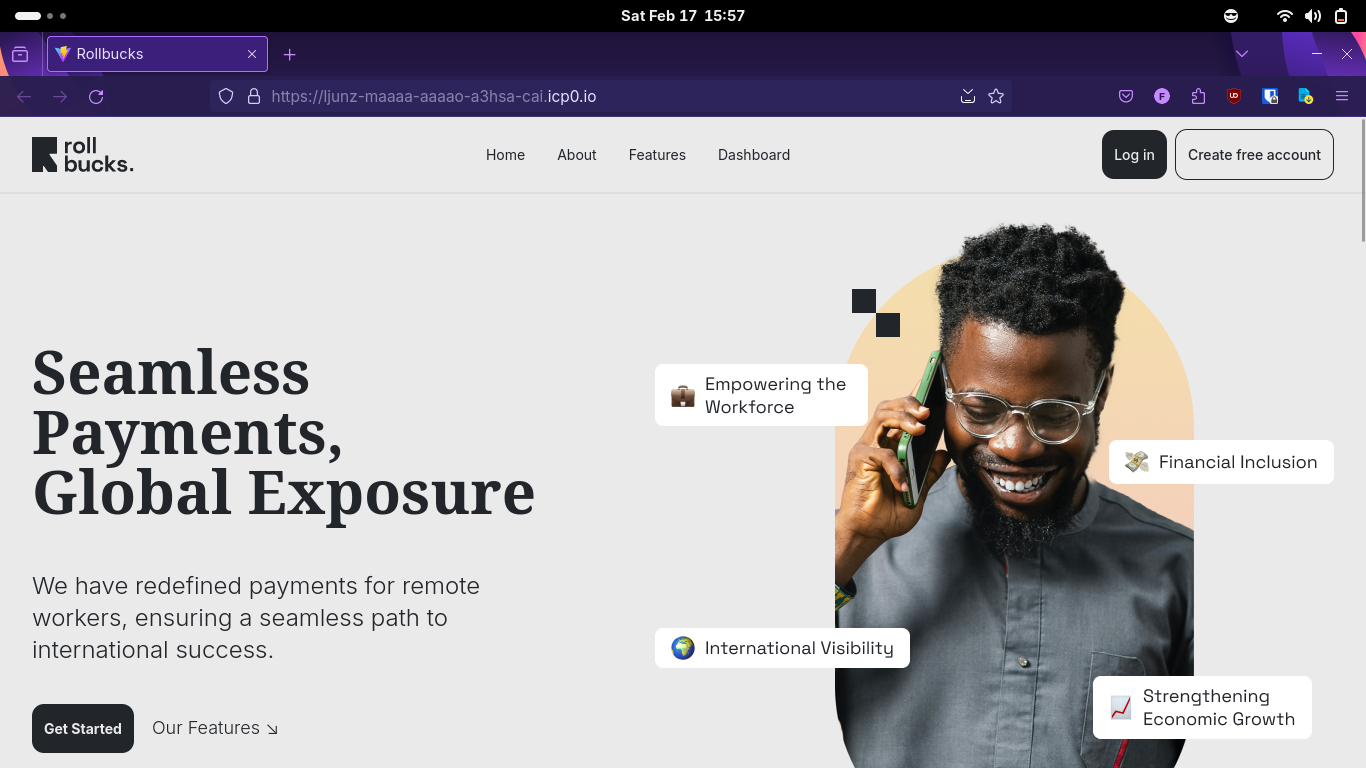 Sat Feb 17 15:57
Rollbucks
https://ljunz-maaaa-aaaao-a3hsa-cai.icp0.io
F
roll
bucks.
Home About Features Dashboard
Log in
Create free account
Seamless
Payments,
Global Exposure
Empowering the
Workforce
Financial Inclusion
We have redefined payments for remote
workers, ensuring a seamless path to
international success.
International Visibility
Strengthening
Economic Growth
Get Started
Our Features ↘